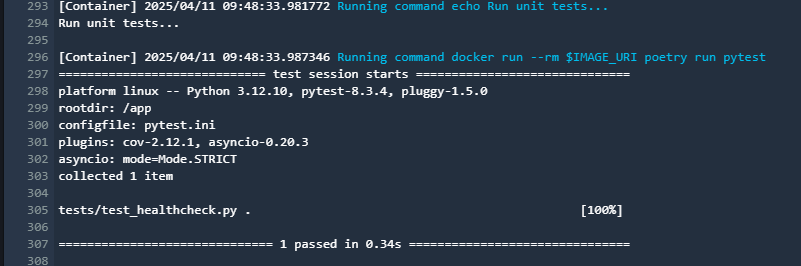 293 [Container] 2025/04/11 09:48:33.981772 Running command echo Run unit tests...
294 Run unit tests...
295
296 [Container] 2025/04/11 09:48:33.987346 Running command docker run --rm $IMAGE_URI poetry run pytest
297 ============================= test session starts ==============================
298 platform linux -- Python 3.12.10, pytest-8.3.4, pluggy-1.5.0
299 rootdir: /app
300 configfile: pytest.ini
301 plugins: cov-2.12.1, asyncio-0.20.3
302 asyncio: mode=Mode.STRICT
303 collected 1 item
304
305 tests/test_healthcheck.py . [100%]
306
307 ============================== 1 passed in 0.34s ===============================
308